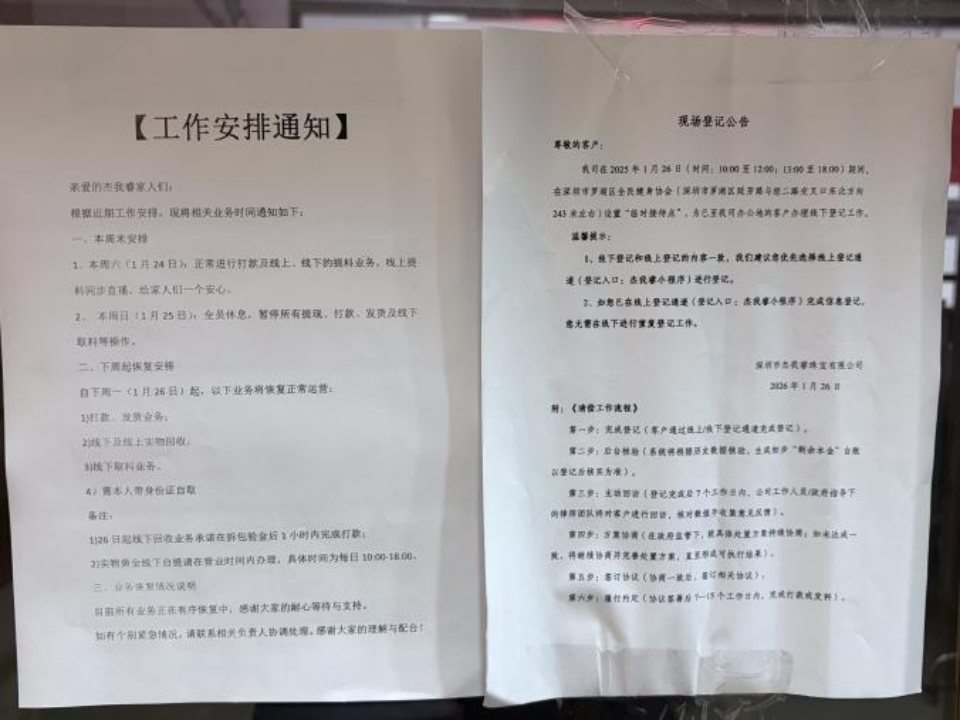 【工作安排通知】
亲爱的杰我睿家人们：
根据近期工作安排，现将相关业务时间通知如下：
一、本周末安排
1、本周六（1月24日）：正常进行打款及线上、线下的提料业务，线上提
料同步直播，给家人们一个安心。
2、 本周日（1月25日）：全员休息，暂停所有提现、打款、发货及线下
取料等操作。
二、下周起恢复安排
自下周一（1月26日）起，以下业务将恢复正常运营：
1)打款、发货业务；
2)线下及线上实物回收。
3)线下取料业务。
4）需本人带身份证自取
备注：
1)26日起线下回收业务承诺在拆包验金后1小时内完成打款；
2)实物黄金线下自提请在营业时间内办理，具体时间为每日10:00-18:00。
三、业务恢复情况说明
目前所有业务正在有序恢复中，感谢大家的耐心等待与支持。
如有个别紧急情况，请联系相关负责人协调处理。感谢大家的理解与配合！
现场登记公告
尊敬的客户：
我司在2025年1月26日（时间：10:00至12:00；13:00至18:00）期间，
在深圳市罗湖区全民健身协会（深圳市罗湖区延芳路与经二路交叉口东北方向
243米左右）设置“临时接待点”，为已至我司办公地的客户办理线下登记工作。
温馨提示：
1、线下登记和线上登记的内容一致，我们建议您优先选择线上登记通
道（登记入口：杰我睿小程序）进行登记。
2、如您已在线上登记通道（登记入口：杰我睿小程序）完成信息登记，
您无需在线下进行重复登记工作。
深圳市杰我睿珠宝有限公司
2026年1月26日
附：《清偿工作流程》
第一步：完成登记（客户通过线上/线下登记通道完成登记）。
第二步：后台核验（系统将根据历史数据核验，生成初步“剩余本金”台账
以登记后核实为准）。
第三步：主动回访（登记完成后7个工作日内，公司工作人员/政府指导下
的律师团队将对客户进行回访，核对数据并收集意见反馈）。
第四步：方案协商（在政府监管下，就具体处置方案持续协商；如未达成一
致，将继续协商并完善处置方案，直至形成可执行结果）。
第五步：签订协议（协商一致后，签订相关协议）。
第六步：履行约定（协议签署后7—15个工作日内，完成打款或发料）。